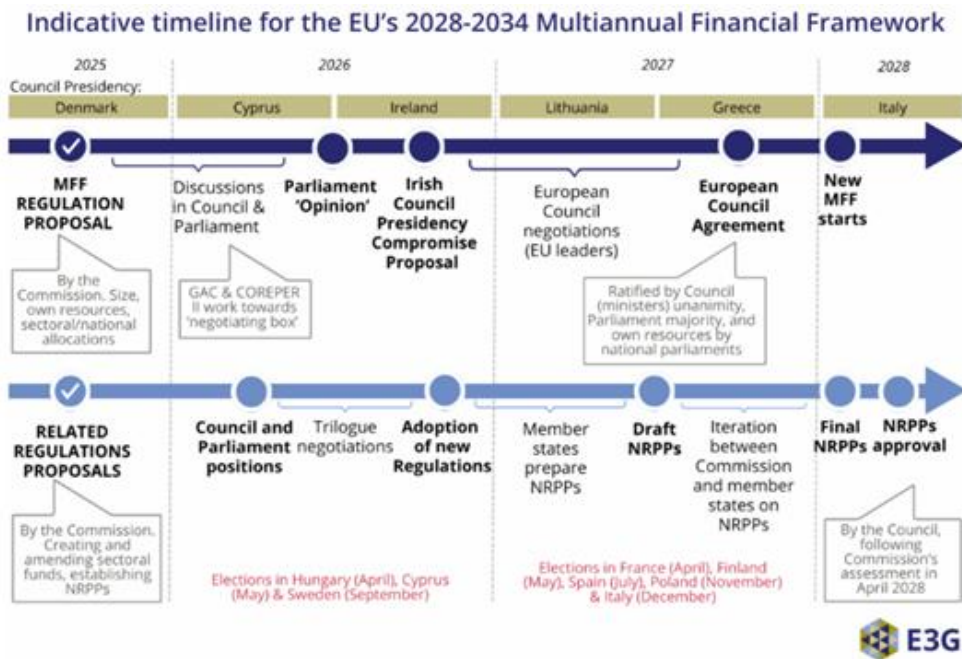 Indicative timeline for the EU's 2028-2034 Multiannual Financial Framework
2025
2026
2027
2028
Council Presidency:
Denmark
Cyprus
Ireland
Lithuania
Greece
Italy
MFF
REGULATION
PROPOSAL
Discussions
in Council &
Parliament
Parliament
'Opinion'
Irish
Council
Presidency
Compromise
Proposal
European
Council
negotiations
(EU leaders)
European
Council
Agreement
New
MFF
starts
By the
Commission. Size,
own resources,
sectoral/national
allocations
GAC & COREPER
II work towards
'negotiating box'
Ratified by Council
(ministers) unanimity,
Parliament majority, and
own resources by
national parliaments
RELATED
REGULATIONS
PROPOSALS
Council and
Parliament
positions
Trilogue
negotiations
Adoption
of new
Regulations
Member
states
prepare
NRPPs
Draft
NRPPs
Iteration
between
Commission
and member
states on
NRPPs
Final
NRPPs
NRPPs
approval
By the Commission.
Creating and
amending sectoral
funds, establishing
NRPPs
Elections in Hungary (April), Cyprus
(May) & Sweden (September)
Elections in France (April), Finland
(May), Spain (July), Poland (November)
& Italy (December)
By the Council,
following
Commission's
assessment in
April 2028
E3G